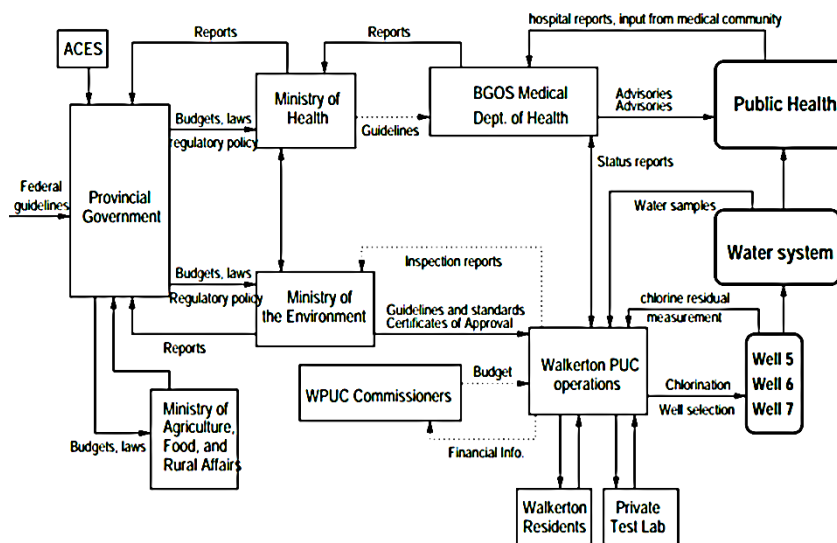 hospital reports, input from medical community
ACES
Reports
Reports
Ministry of
Health
BGOS Medical
Dept. of Health
Advisories
Advisories
Public Health
Budgets, laws
regulatory policy
Guidelines
Status reports
Federal
guidelines
Provincial
Government
Water samples
Water system
Inspection reports
Budgets, laws
Regulatory policy
Ministry of
the Environment
Guidelines and standards
Certificates of Approval
chlorine residual
measurement
Reports
Walkerton PUC
operations
Well 5
Well 6
Well 7
WPUC Commissioners
Budget
Chlorination
Well selection
Ministry of
Agriculture,
Food, and
Rural Affairs
Budgets, laws
Financial Info.
Walkerton
Residents
Private
Test Lab